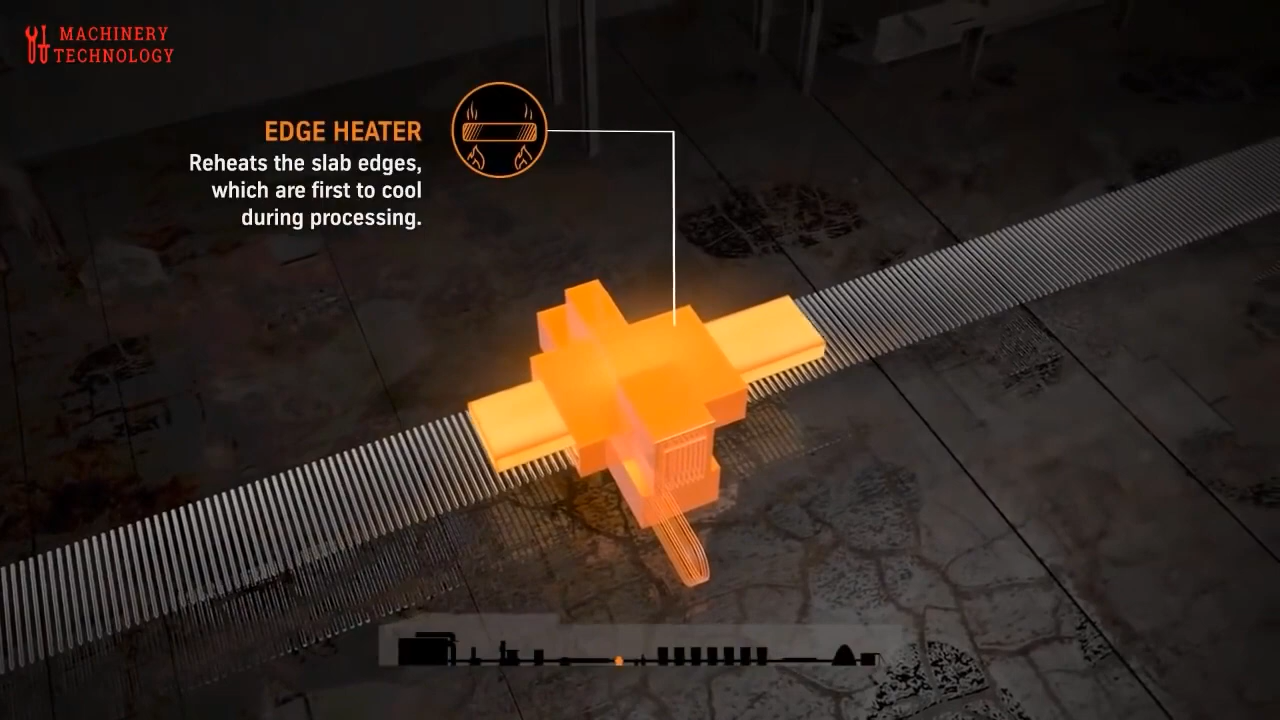 MACHINERY
TECHNOLOGY
EDGE HEATER
Reheats the slab edges,
which are first to cool
during processing.